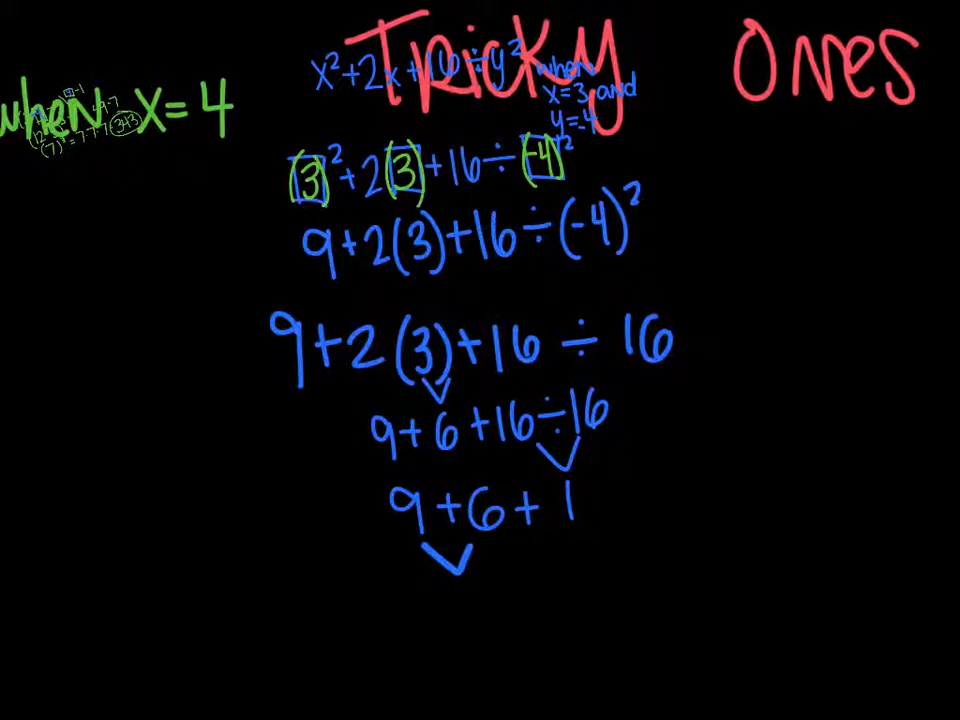 Tricky Ones
x²+2x+16÷y² when
x=3 and
y=-4
when x=4
(3)²+2(3)+16÷(-4)²
9+2(3)+16÷(-4)²
9+2(3)+16÷16
9+6+16÷16
9+6+1